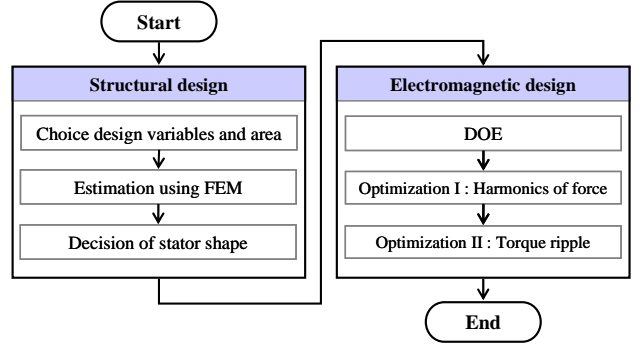 Start
Structural design
Choice design variables and area
Estimation using FEM
Decision of stator shape
Electromagnetic design
DOE
Optimization I : Harmonics of force
Optimization II : Torque ripple
End